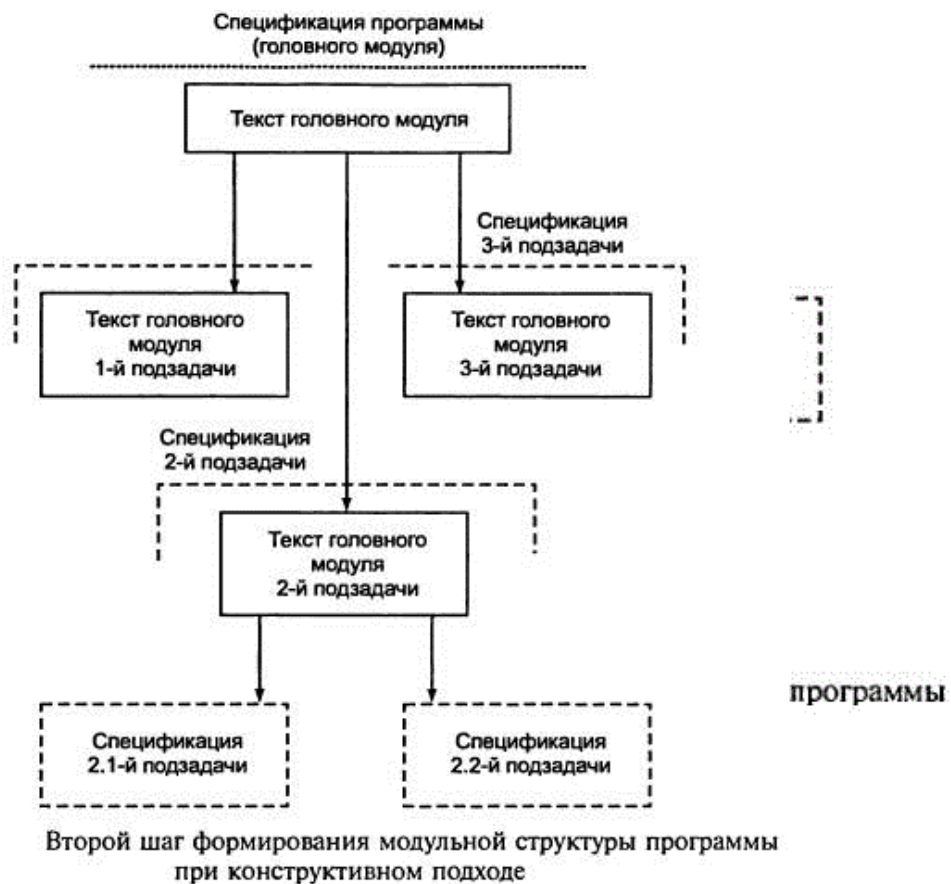 Спецификация программы
(головного модуля)
Текст головного модуля
Спецификация
3-й подзадачи
Текст головного
модуля
1-й подзадачи
Текст головного
модуля
3-й подзадачи
Спецификация
2-й подзадачи
Текст головного
модуля
2-й подзадачи
Спецификация
2.1-й подзадачи
Спецификация
2.2-й подзадачи
программы
Второй шаг формирования модульной структуры программы
при конструктивном подходе